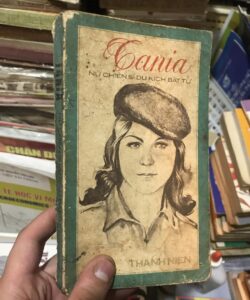 Tania
NỮ CHIẾN SĨ DU KÍCH BẤT TỬ
THANH NIÊN